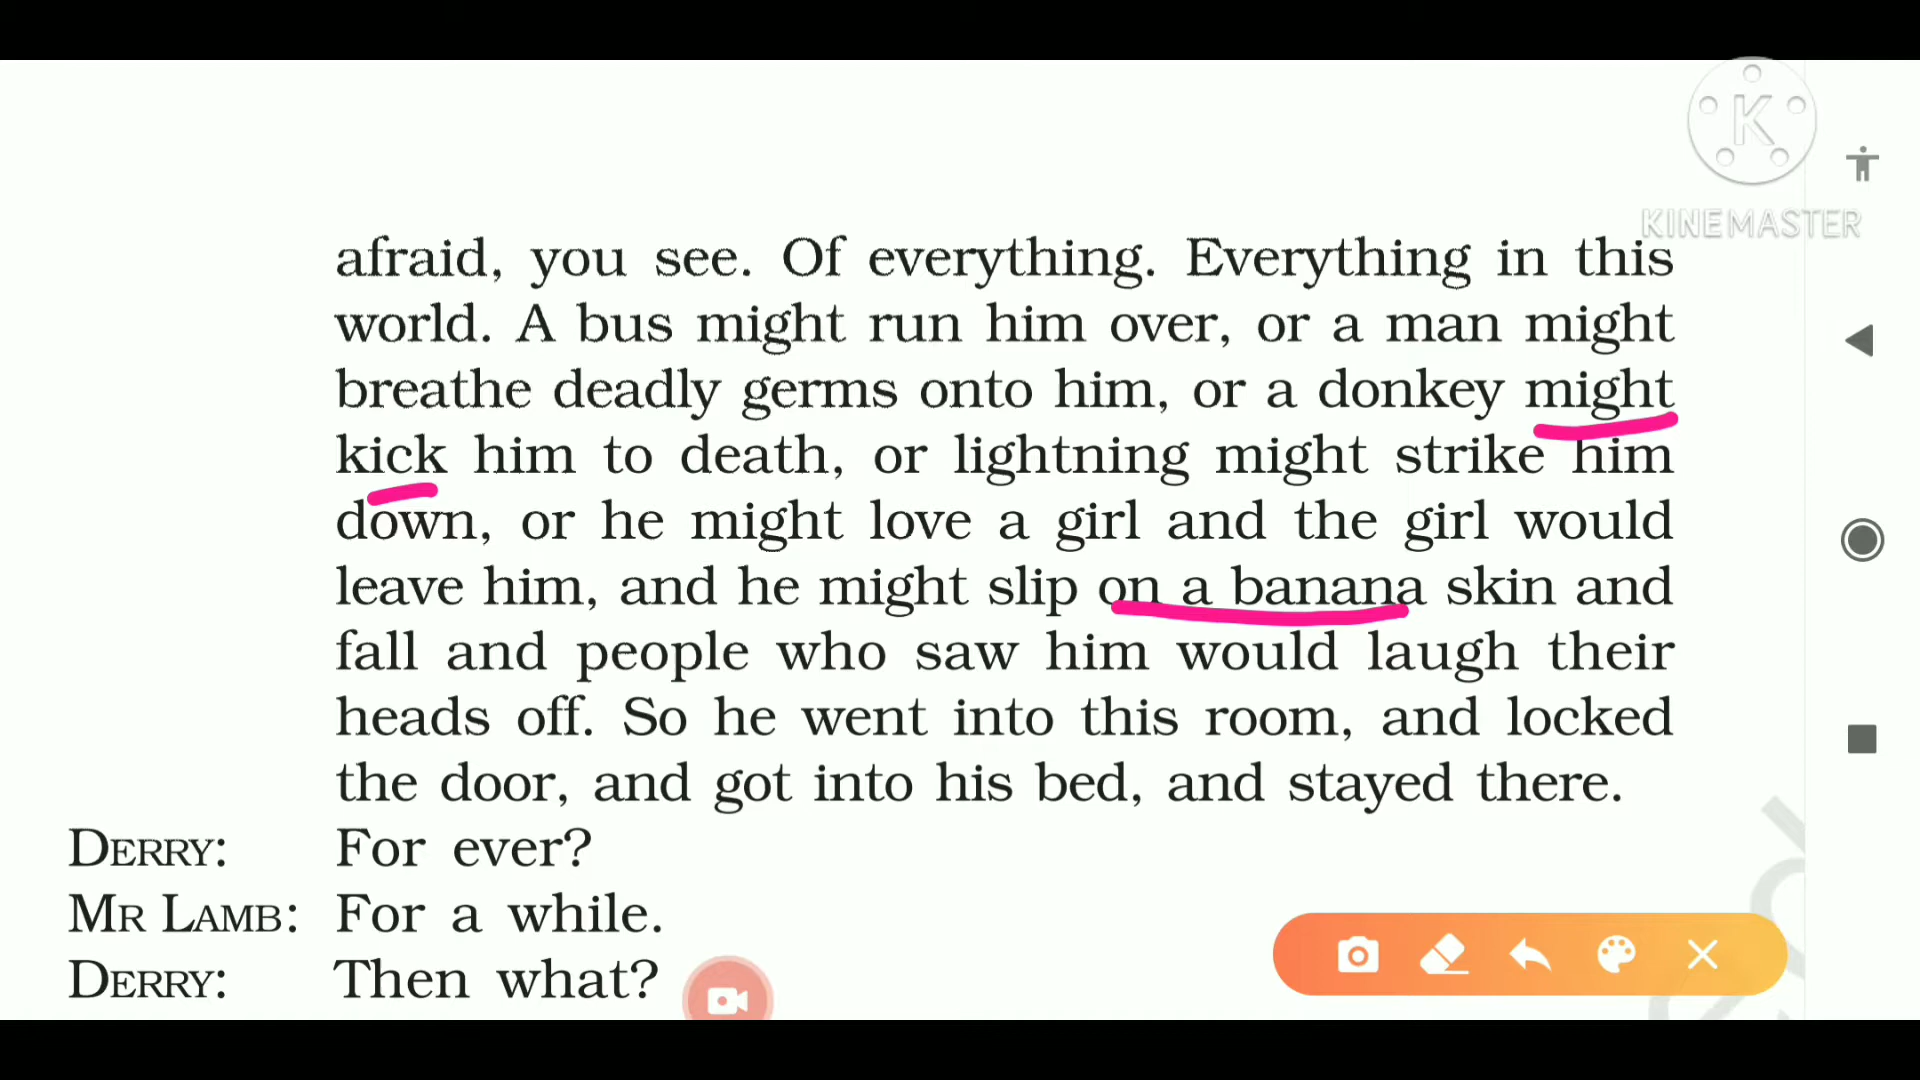 KINEMASTER
afraid, you see. Of everything. Everything in this
world. A bus might run him over, or a man might
breathe deadly germs onto him, or a donkey might
kick him to death, or lightning might strike him
down, or he might love a girl and the girl would
leave him, and he might slip on a banana skin and
fall and people who saw him would laugh their
heads off. So he went into this room, and locked
the door, and got into his bed, and stayed there.
DERRY: For ever?
MR LAMB: For a while.
DERRY: Then what?